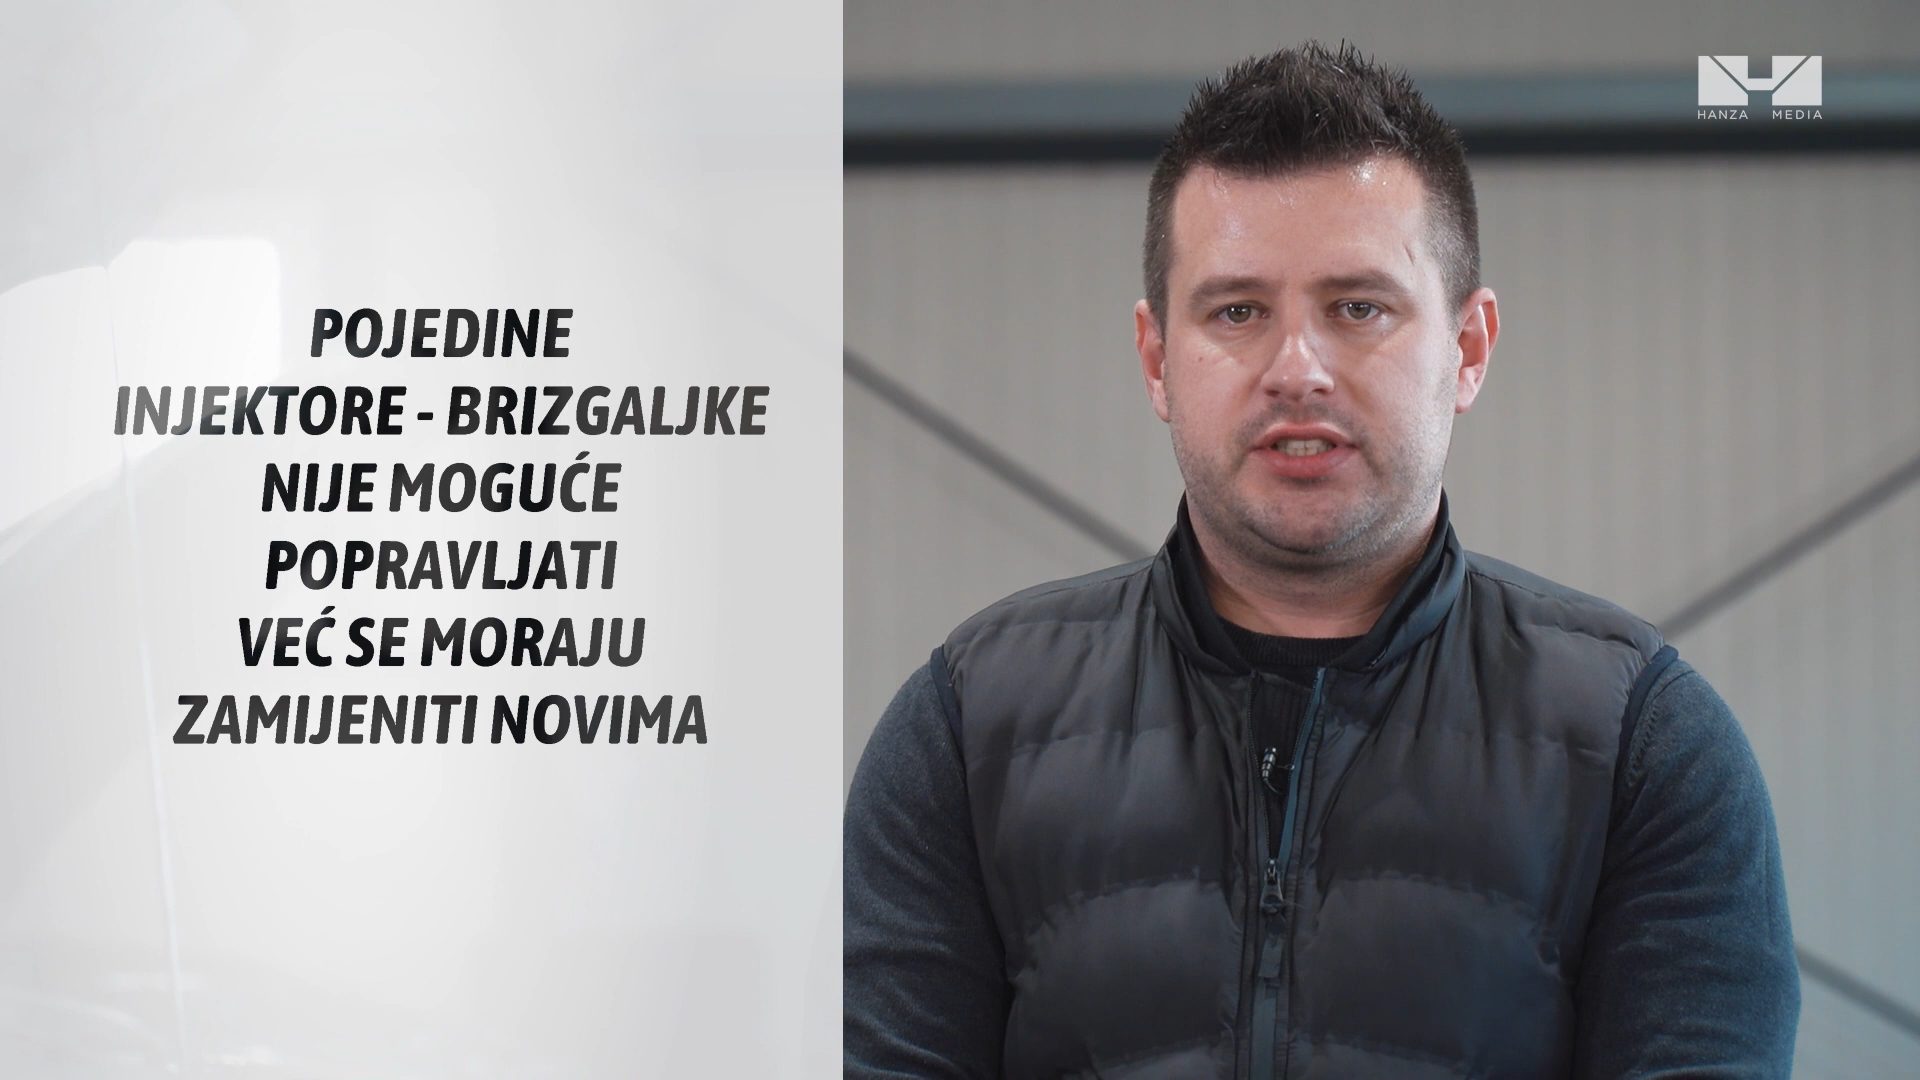 POJEDINE
INJEKTORE - BRIZGALJKE
NIJE MOGUĆE
POPRAVLJATI
VEĆ SE MORAJU
ZAMIJENITI NOVIMA
HANZA MEDIA